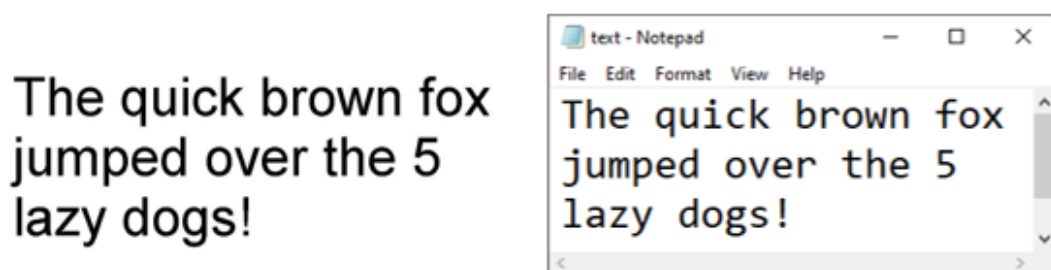 The quick brown fox
jumped over the 5
lazy dogs!
text - Notepad
File Edit Format View Help
The quick brown fox
jumped over the 5
lazy dogs!